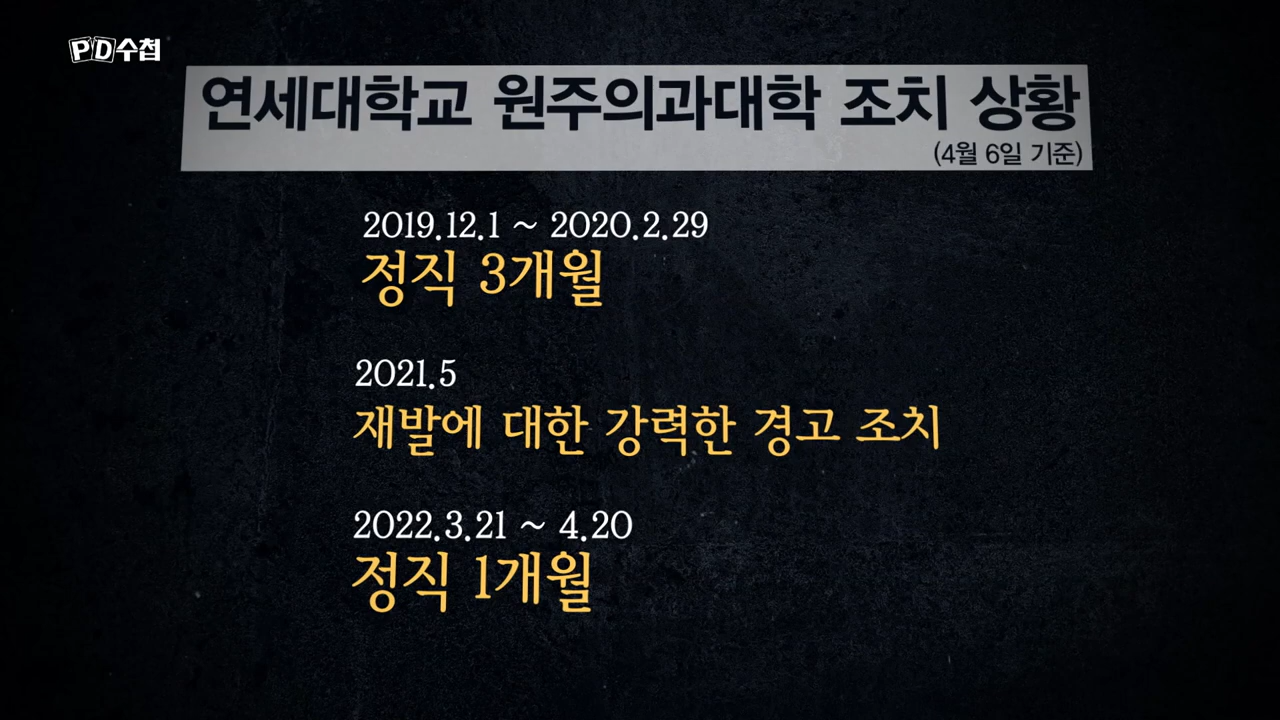 PD수첩
연세대학교 원주의과대학 조치 상황
(4월 6일 기준)
2019.12.1 ~ 2020.2.29
정직 3개월
2021.5
재발에 대한 강력한 경고 조치
2022.3.21 ~ 4.20
정직 1개월